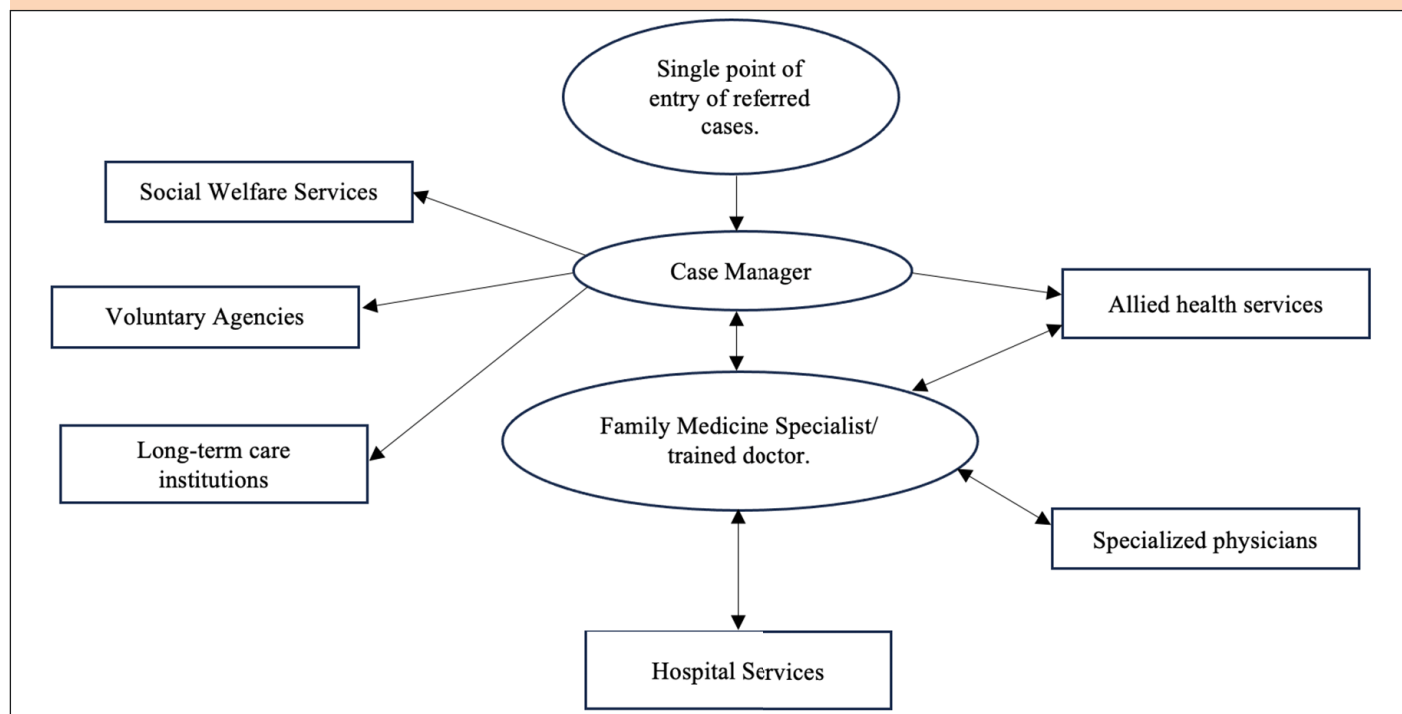 Single point of
entry of referred
cases.
Social Welfare Services
Case Manager
Voluntary Agencies
Allied health services
Family Medicine Specialist/
trained doctor.
Long-term care
institutions
Specialized physicians
Hospital Services